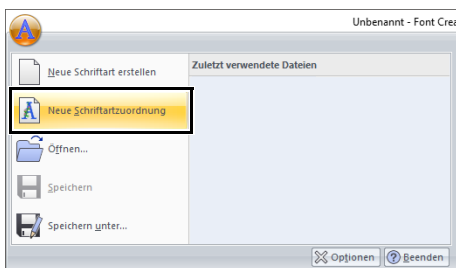 Unbenannt - Font Crea
Neue Schriftart erstellen
Zuletzt verwendete Dateien
Neue Schriftartzuordnung
Öffnen...
Speichern
Speichern unter...
Optionen
Beenden